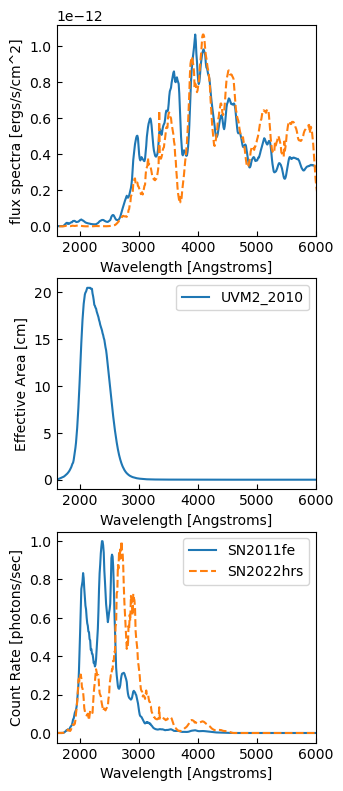 1e−12
1.0
0.8
0.6
0.4
0.2
0.0
flux spectra [ergs/s/cm^2]
2000 3000 4000 5000 6000
Wavelength [Angstroms]
UVM2_2010
20
15
10
5
0
Effective Area [cm]
2000 3000 4000 5000 6000
Wavelength [Angstroms]
SN2011fe
SN2022hrs
1.0
0.8
0.6
0.4
0.2
0.0
Count Rate [photons/sec]
2000 3000 4000 5000 6000
Wavelength [Angstroms]